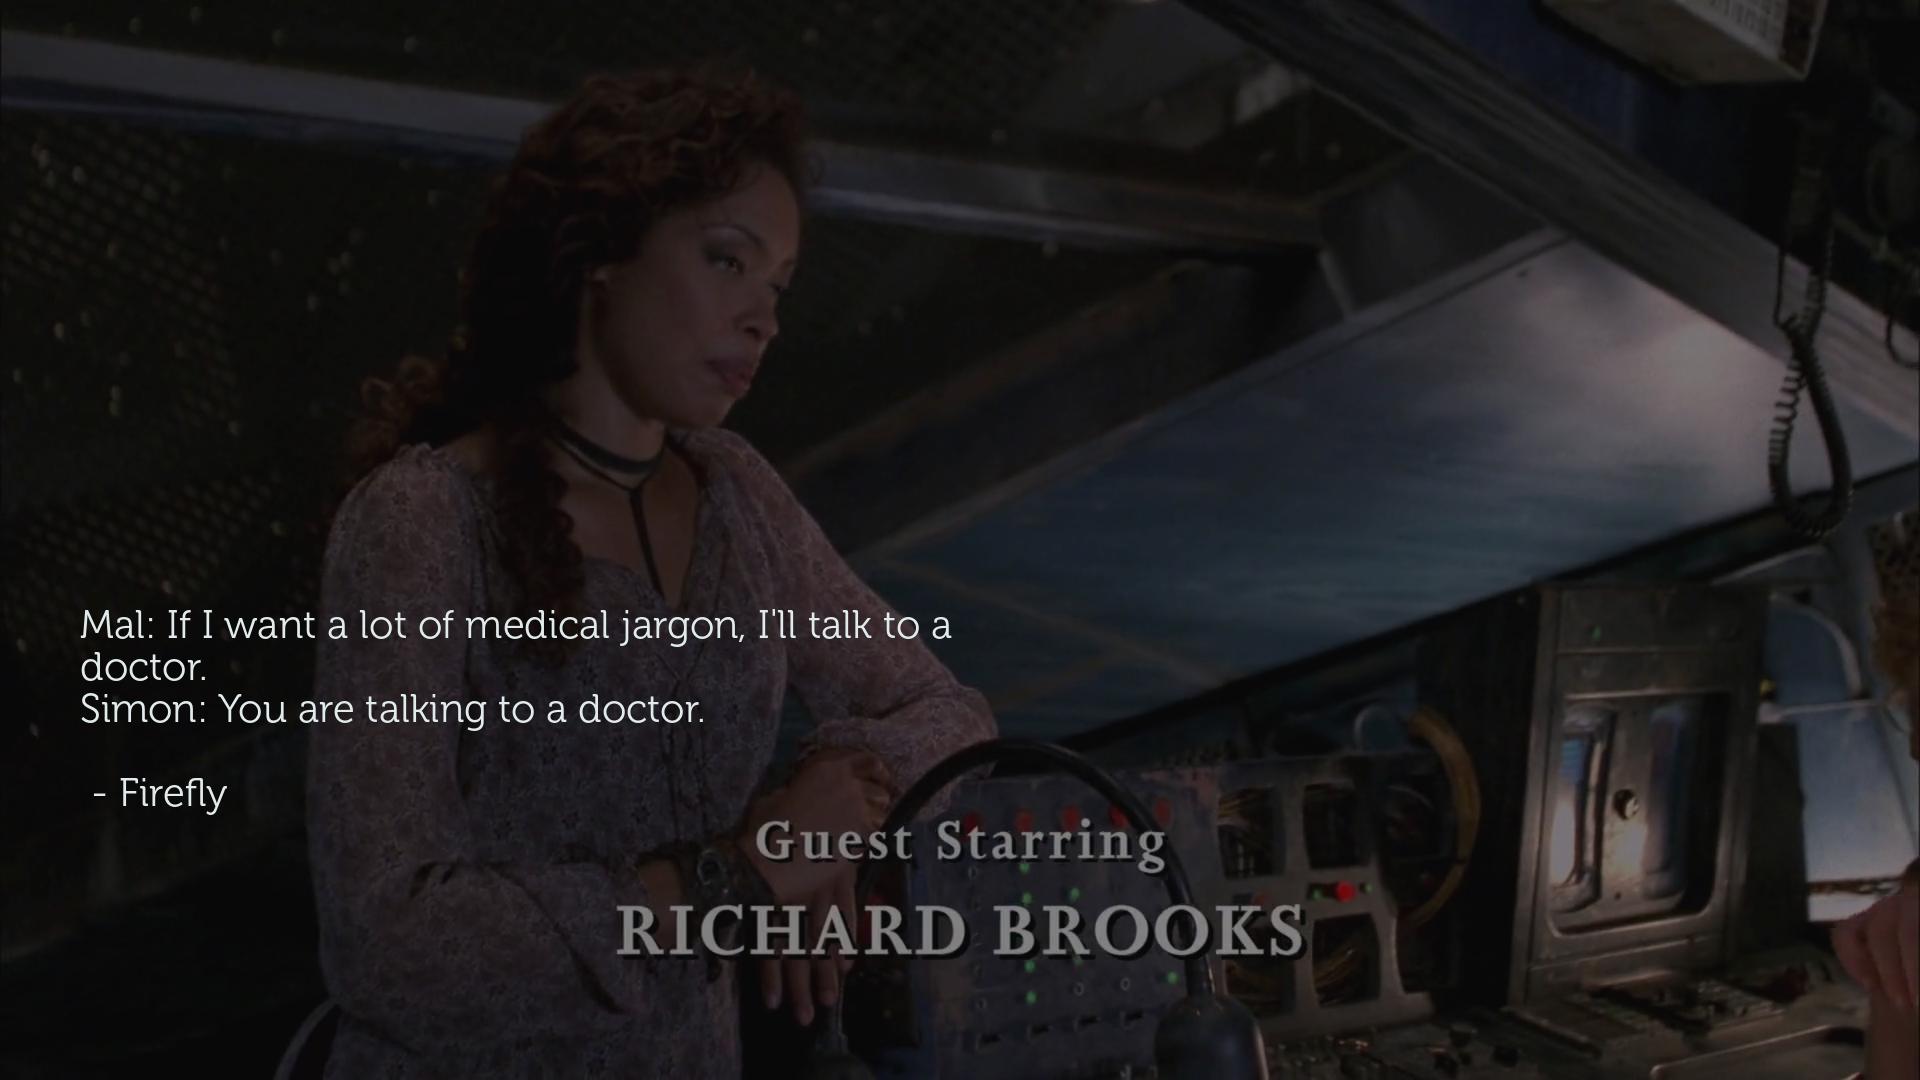 Mal: If I want a lot of medical jargon, I'll talk to a
doctor.
Simon: You are talking to a doctor.
- Firefly
Guest Starring
RICHARD BROOKS